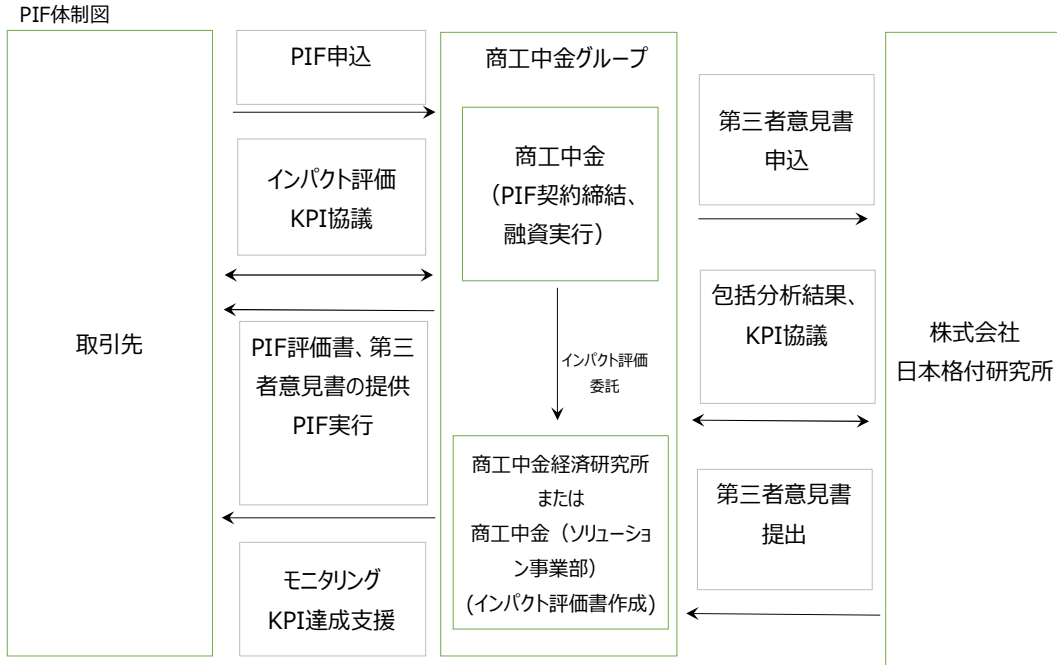 PIF体制図
取引先
PIF申込
インパクト評価
KPI協議
PIF評価書、第三
者意見書の提供
PIF実行
モニタリング
KPI達成支援
商工中金グループ
商工中金
（PIF契約締結、
融資実行）
インパクト評価
委託
商工中金経済研究所
または
商工中金（ソリューショ
ン事業部）
(インパクト評価書作成)
第三者意見書
申込
包括分析結果、
KPI協議
第三者意見書
提出
株式会社
日本格付研究所